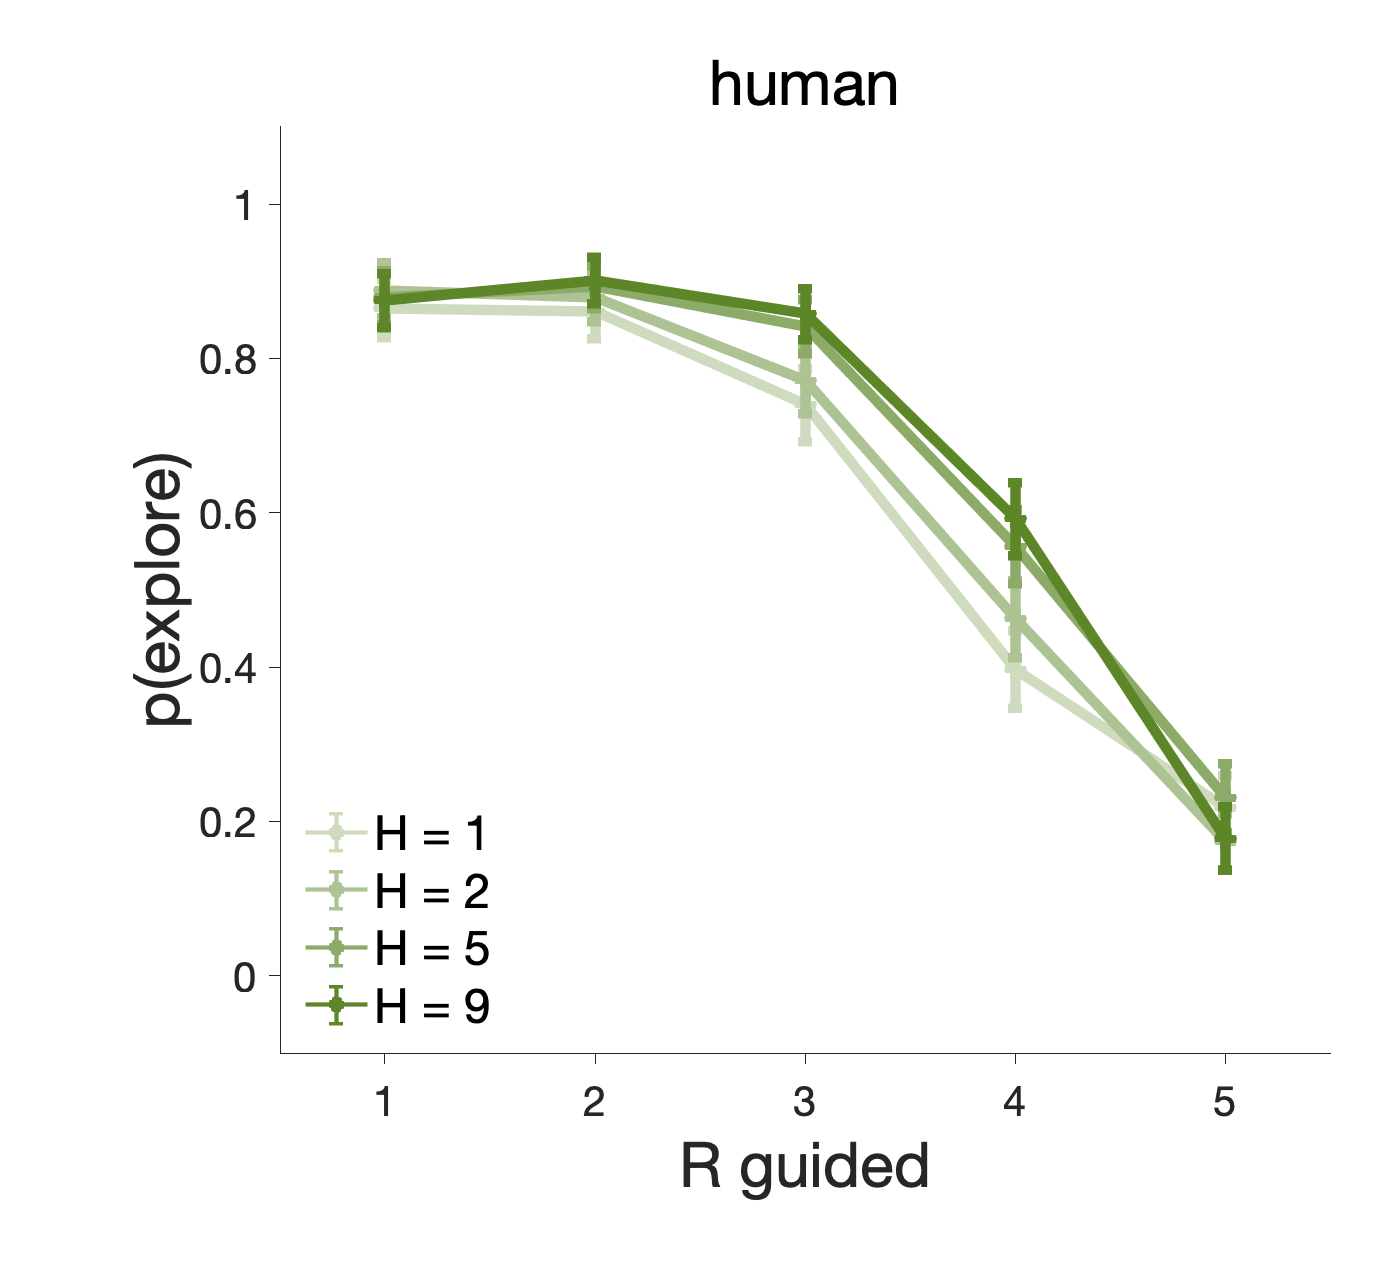 human
p(explore)
1
0.8
0.6
0.4
0.2
0
H = 1
H = 2
H = 5
H = 9
1 2 3 4 5
R guided